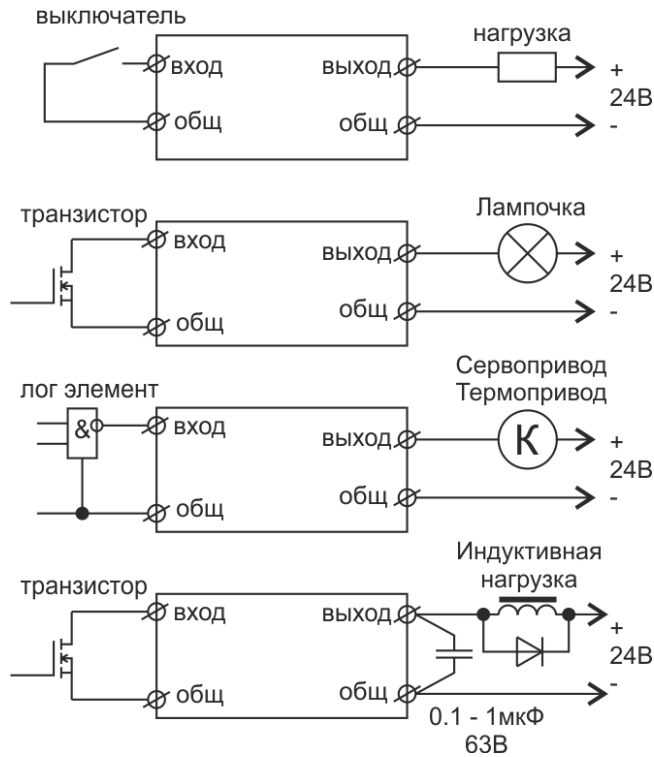 выключатель
нагрузка
вход
выход
+
24В
общ
общ
-
транзистор
Лампочка
вход
выход
+
24В
общ
общ
-
лог элемент
Сервопривод
Термопривод
&
вход
выход
К
+
24В
общ
общ
-
транзистор
Индуктивная
нагрузка
вход
выход
+
24В
общ
общ
-
0.1 - 1мкФ
63В